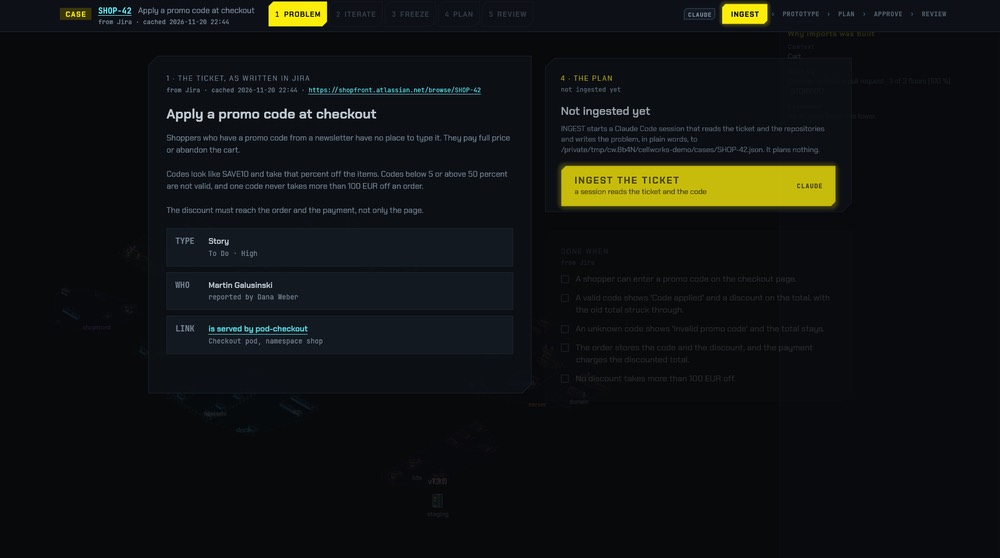 CASE SHOP-42 Apply a promo code at checkout
from Jira · cached 2026-11-20 22:44
1 PROBLEM 2 ITERATE 3 FREEZE 4 PLAN 5 REVIEW
CLAUDE INGEST › PROTOTYPE › PLAN › APPROVE › REVIEW
Why imports was built
Cart
1 · THE TICKET, AS WRITTEN IN JIRA
from Jira · cached 2026-11-20 22:44 · https://shopfront.atlassian.net/browse/SHOP-42
Apply a promo code at checkout
Shoppers who have a promo code from a newsletter have no place to type it. They pay full price
or abandon the cart.
Codes look like SAVE10 and take that percent off the items. Codes below 5 or above 50 percent
are not valid, and one code never takes more than 100 EUR off an order.
The discount must reach the order and the payment, not only the page.
TYPE Story
To Do · High
WHO Martin Galusinski
reported by Dana Weber
LINK is served by pod-checkout
Checkout pod, namespace shop
4 · THE PLAN
not ingested yet
Not ingested yet
INGEST starts a Claude Code session that reads the ticket and the repositories
and writes the problem, in plain words, to
/private/tmp/cw.8b4N/cellworks-demo/cases/SHOP-42.json. It plans nothing.
INGEST THE TICKET
a session reads the ticket and the code
CLAUDE
DONE WHEN
from Jira
A shopper can enter a promo code on the checkout page.
A valid code shows 'Code applied' and a discount on the total, with
the old total struck through.
An unknown code shows 'Invalid promo code' and the total stays.
The order stores the code and the discount, and the payment
charges the discounted total.
No discount takes more than 100 EUR off.
v1.9.0
staging